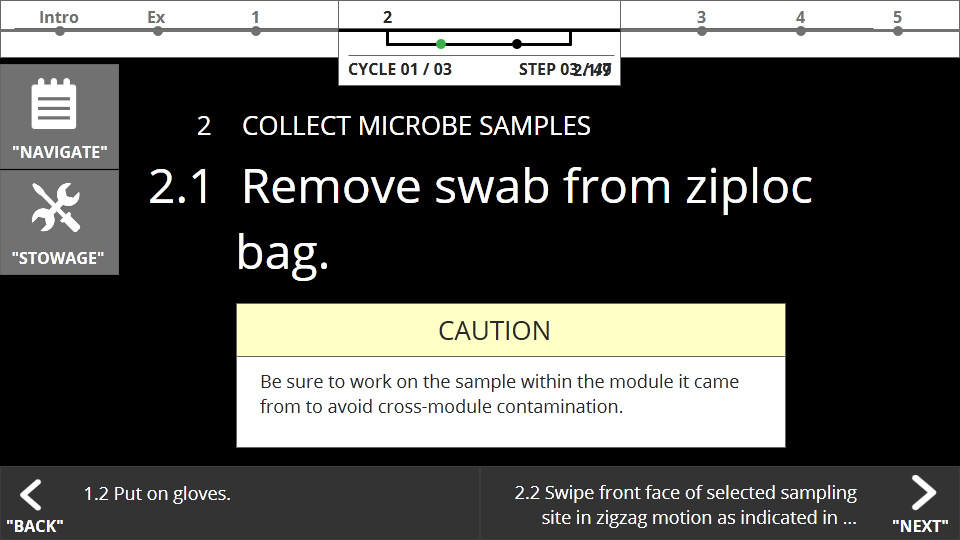 Intro Ex 1 2 3 4 5
CYCLE 01 / 03 STEP 03
"NAVIGATE"
"STOWAGE"
2 COLLECT MICROBE SAMPLES
2.1 Remove swab from ziploc
bag.
CAUTION
Be sure to work on the sample within the module it came
from to avoid cross-module contamination.
1.2 Put on gloves.
"BACK"
2.2 Swipe front face of selected sampling
site in zigzag motion as indicated in ...
"NEXT"